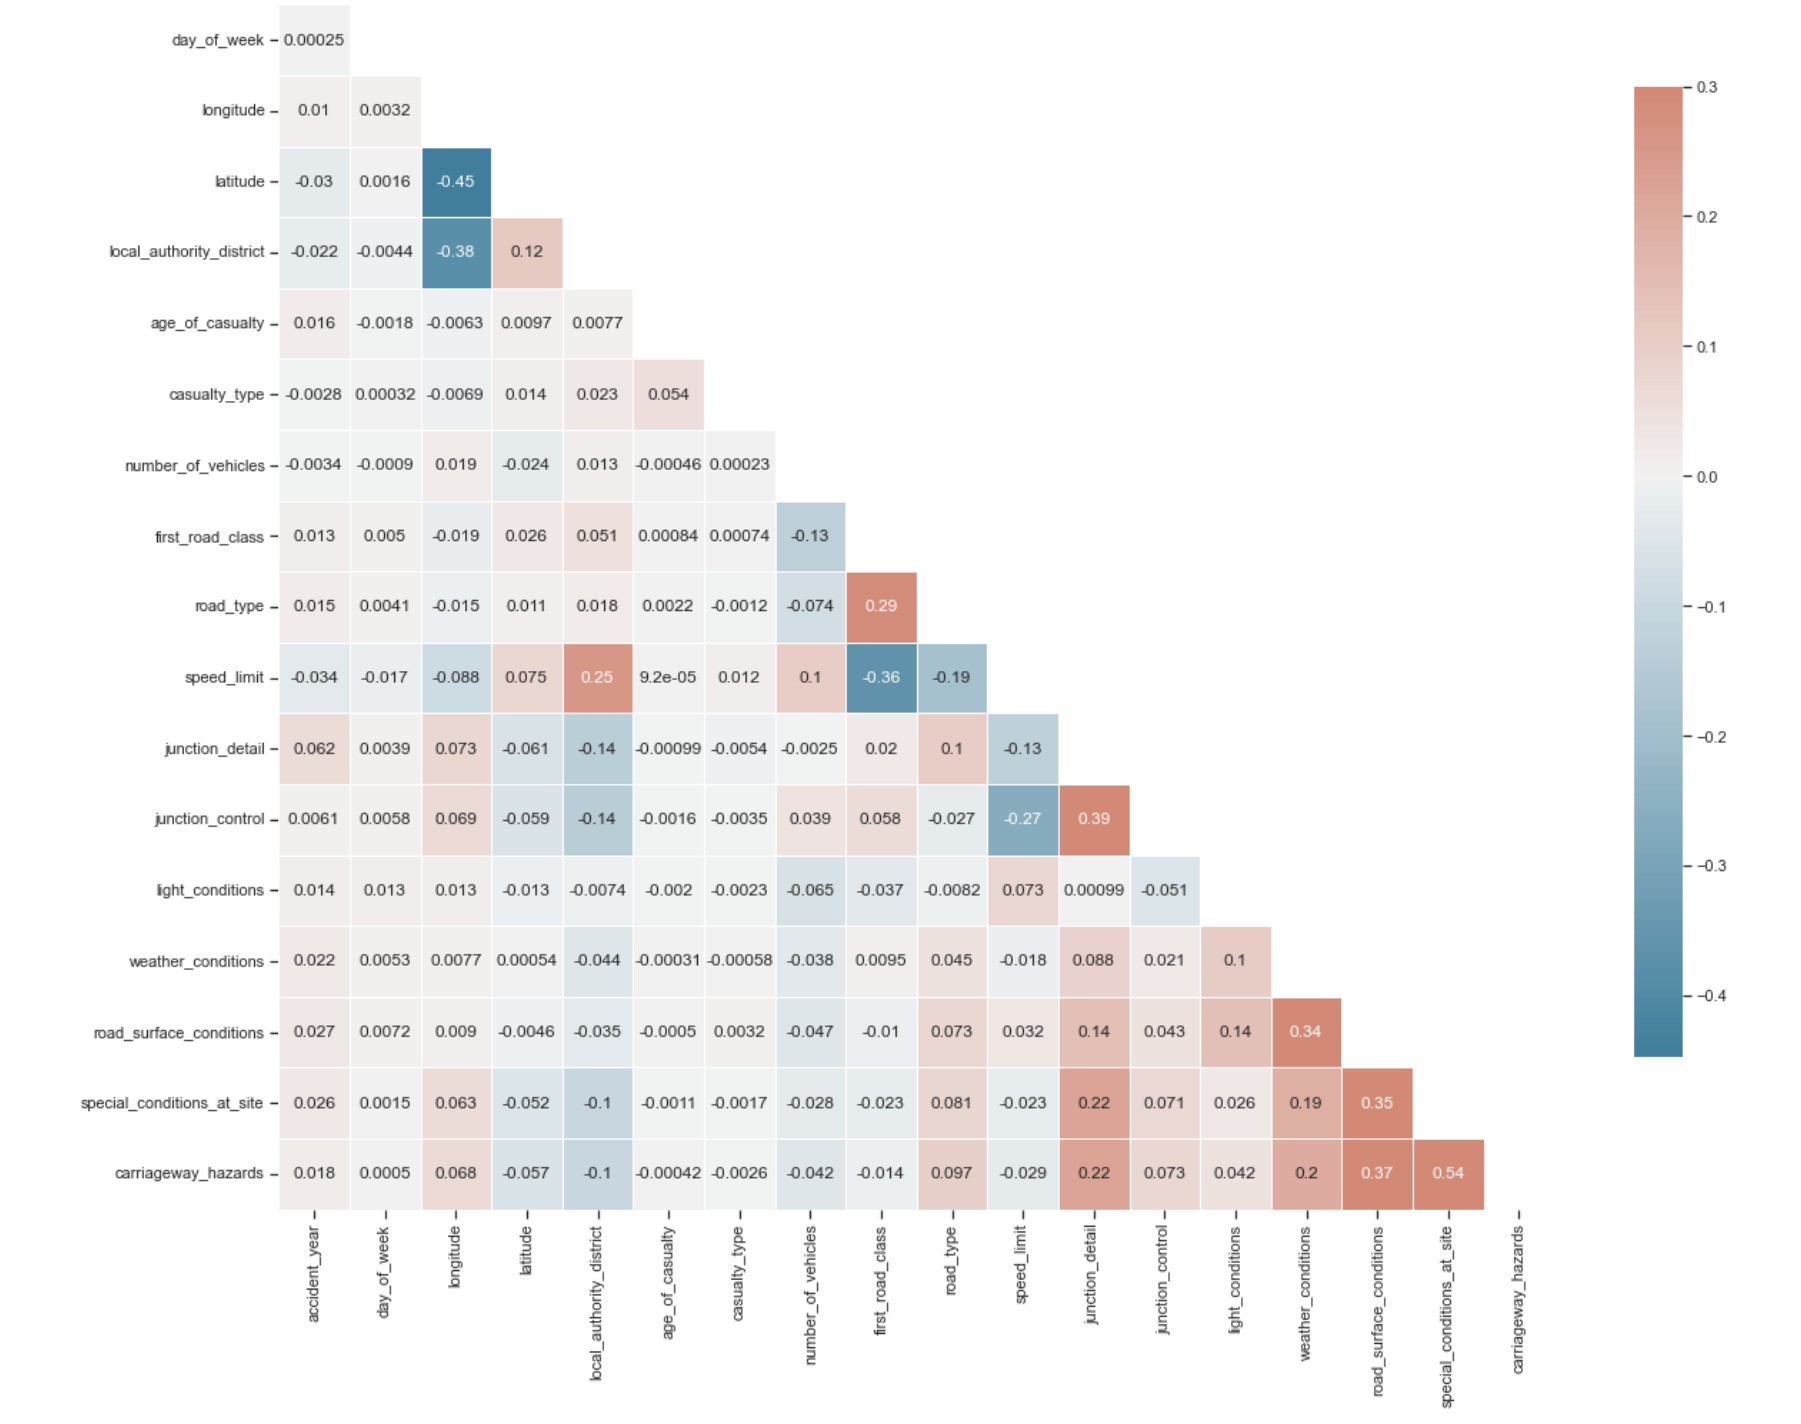 day_of_week 0.00025
longitude 0.01 0.0032
latitude -0.03 0.0016 -0.45
local_authority_district -0.022 -0.0044 -0.38 0.12
age_of_casualty 0.016 -0.0018 -0.0063 0.0097 0.0077
casualty_type -0.0028 0.00032 -0.0069 0.014 0.023 0.054
number_of_vehicles -0.0034 -0.0009 0.019 -0.024 0.013 -0.00046 0.00023
first_road_class 0.013 0.005 -0.019 0.026 0.051 0.00084 0.00074 -0.13
road_type 0.015 0.0041 -0.015 0.011 0.018 0.0022 -0.0012 -0.074 0.29
speed_limit -0.034 -0.017 -0.088 0.075 0.25 9.2e-05 0.012 0.1 -0.36 -0.19
junction_detail 0.062 0.0039 0.073 -0.061 -0.14 -0.00099 -0.0054 -0.0025 0.02 0.1 -0.13
junction_control 0.0061 0.0058 0.069 -0.059 -0.14 -0.0016 -0.0035 0.039 0.058 -0.027 -0.27 0.39
light_conditions 0.014 0.013 0.013 -0.013 -0.0074 -0.002 -0.0023 -0.065 -0.037 -0.0082 0.073 0.00099 -0.051
weather_conditions 0.022 0.0053 0.0077 0.00054 -0.044 -0.00031 -0.00058 -0.038 0.0095 0.045 -0.018 0.088 0.021 0.1
road_surface_conditions 0.027 0.0072 0.009 -0.0046 -0.035 -0.0005 0.0032 -0.047 -0.01 0.073 0.032 0.14 0.043 0.14 0.34
special_conditions_at_site 0.026 0.0015 0.063 -0.052 -0.1 -0.0011 -0.0017 -0.028 -0.023 0.081 -0.023 0.22 0.071 0.026 0.19 0.35
carriageway_hazards 0.018 0.0005 0.068 -0.057 -0.1 -0.00042 -0.0026 -0.042 -0.014 0.097 -0.029 0.22 0.073 0.042 0.2 0.37 0.54
accident_year
day_of_week
longitude
latitude
local_authority_district
age_of_casualty
casualty_type
number_of_vehicles
first_road_class
road_type
speed_limit
junction_detail
junction_control
light_conditions
weather_conditions
road_surface_conditions
special_conditions_at_site
carriageway_hazards
0.3
0.2
0.1
0.0
−0.1
−0.2
−0.3
−0.4